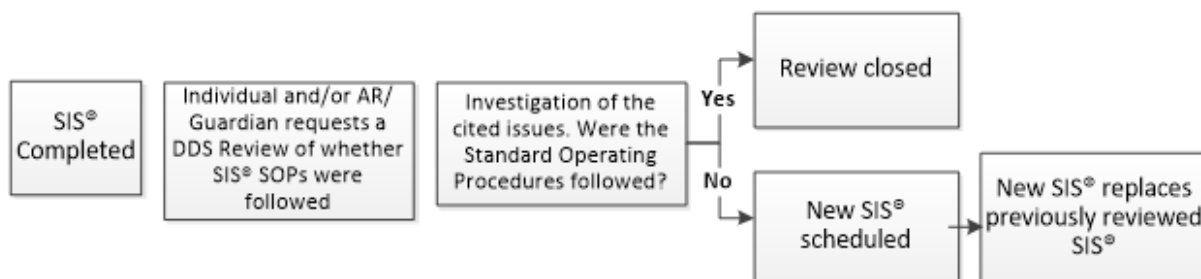 SIS®
Completed
Individual and/or AR/
Guardian requests a
DDS Review of whether
SIS® SOPs were
followed
Investigation of the
cited issues. Were the
Standard Operating
Procedures followed?
Yes
Review closed
No
New SIS®
scheduled
New SIS® replaces
previously reviewed
SIS®